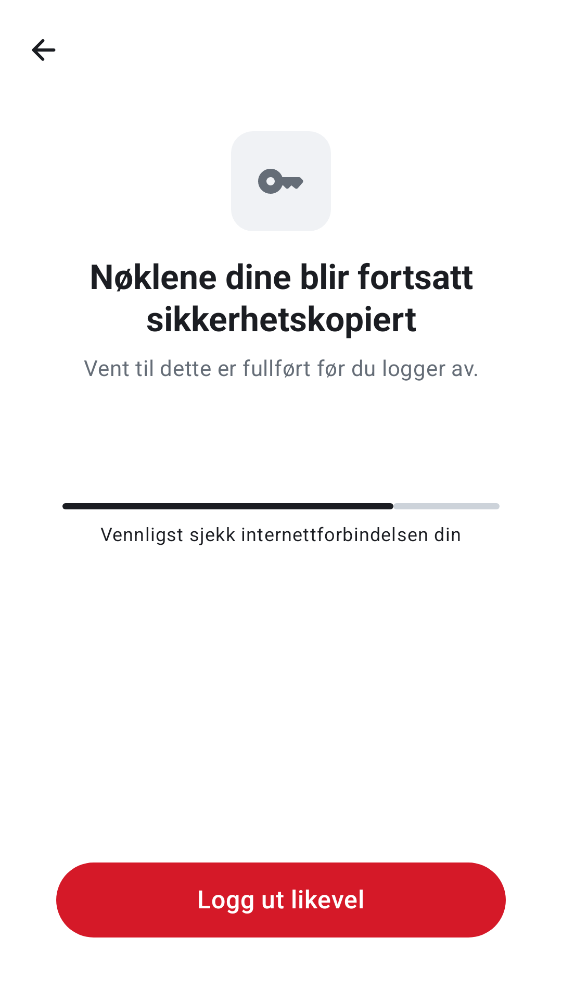 Nøklene dine blir fortsatt
sikkerhetskopiert
Vent til dette er fullført før du logger av.
Vennligst sjekk internettforbindelsen din
Logg ut likevel